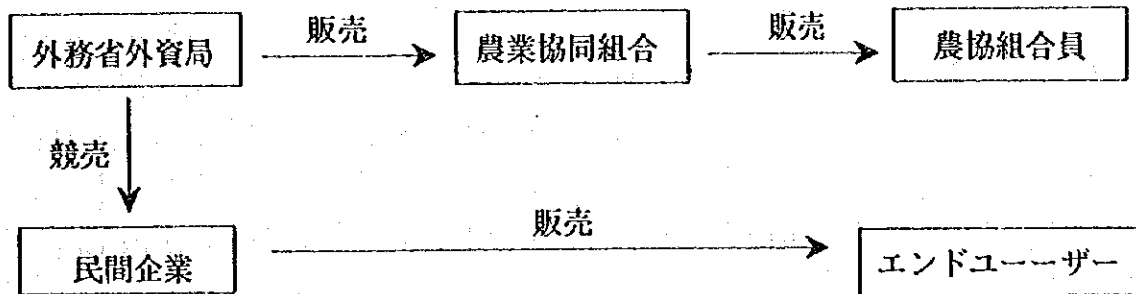 販売
販売
外務省外資局
農業協同組合
農協組合員
競売
販売
民間企業
エンドユーーザー